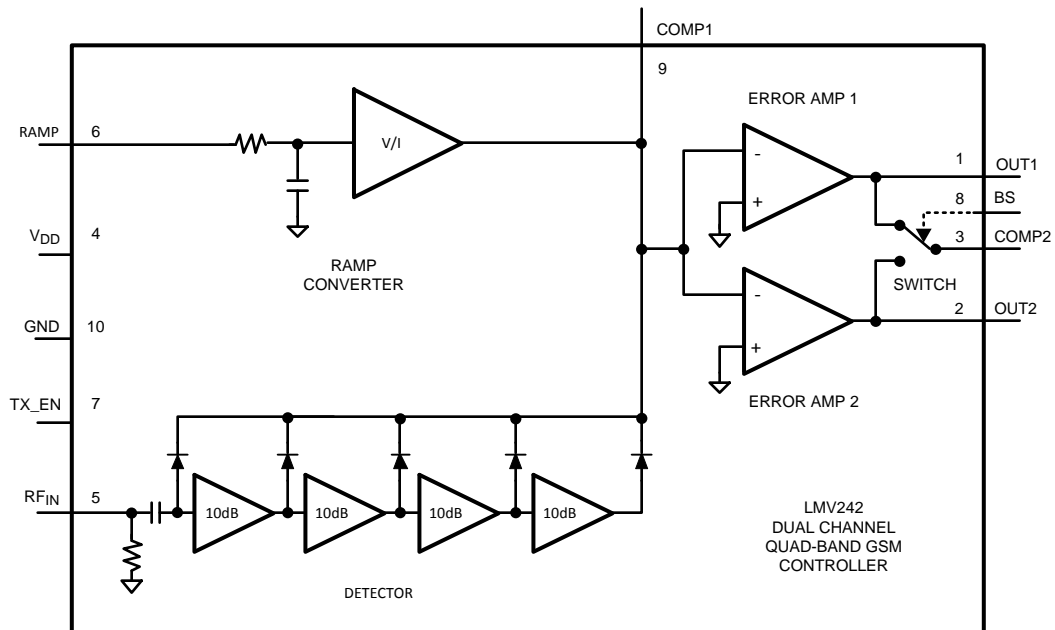 COMP1
9
ERROR AMP 1
RAMP
6
V/I
-
+
1
OUT1
8
BS
3
COMP2
SWITCH
VDD
4
RAMP
CONVERTER
-
+
2
OUT2
GND
10
ERROR AMP 2
TX_EN
7
RFIN
5
10dB
10dB
10dB
10dB
LMV242
DUAL CHANNEL
QUAD-BAND GSM
CONTROLLER
DETECTOR